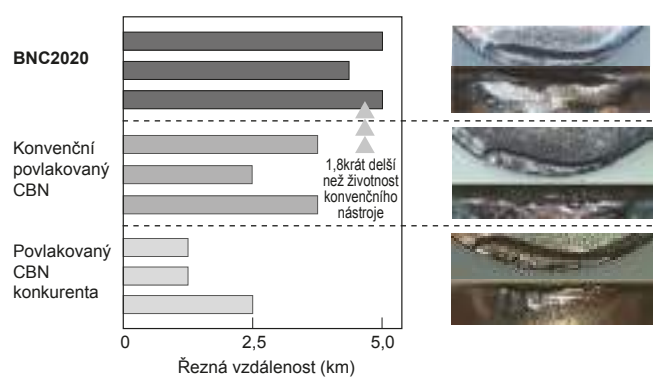 BNC2020
Konvenční
povlakovaný
CBN
1,8krát delší
než životnost
konvenčního
nástroje
Povlakovaný
CBN
konkurenta
0
2,5
5,0
Řezná vzdálenost (km)